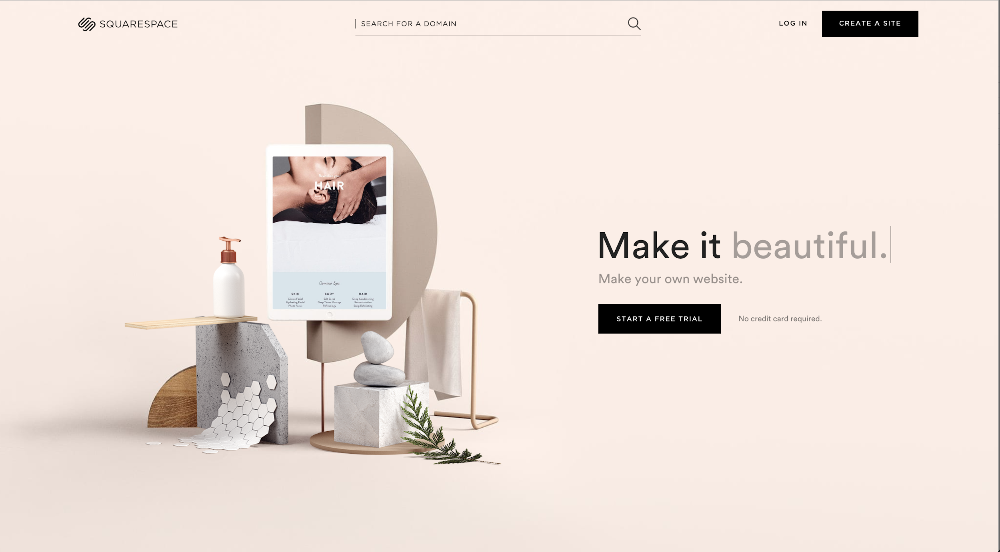 SQUARESPACE
SEARCH FOR A DOMAIN
LOG IN
CREATE A SITE
Revitalize your
HAIR
Camino Spa
SKIN
Classic Facial
Hydrating Facial
Photo Facial
BODY
Salt Scrub
Deep Tissue Massage
Reflexology
HAIR
Deep Conditioning
Reconstruction
Scalp Exfoliating
Make it beautiful.
Make your own website.
START A FREE TRIAL
No credit card required.